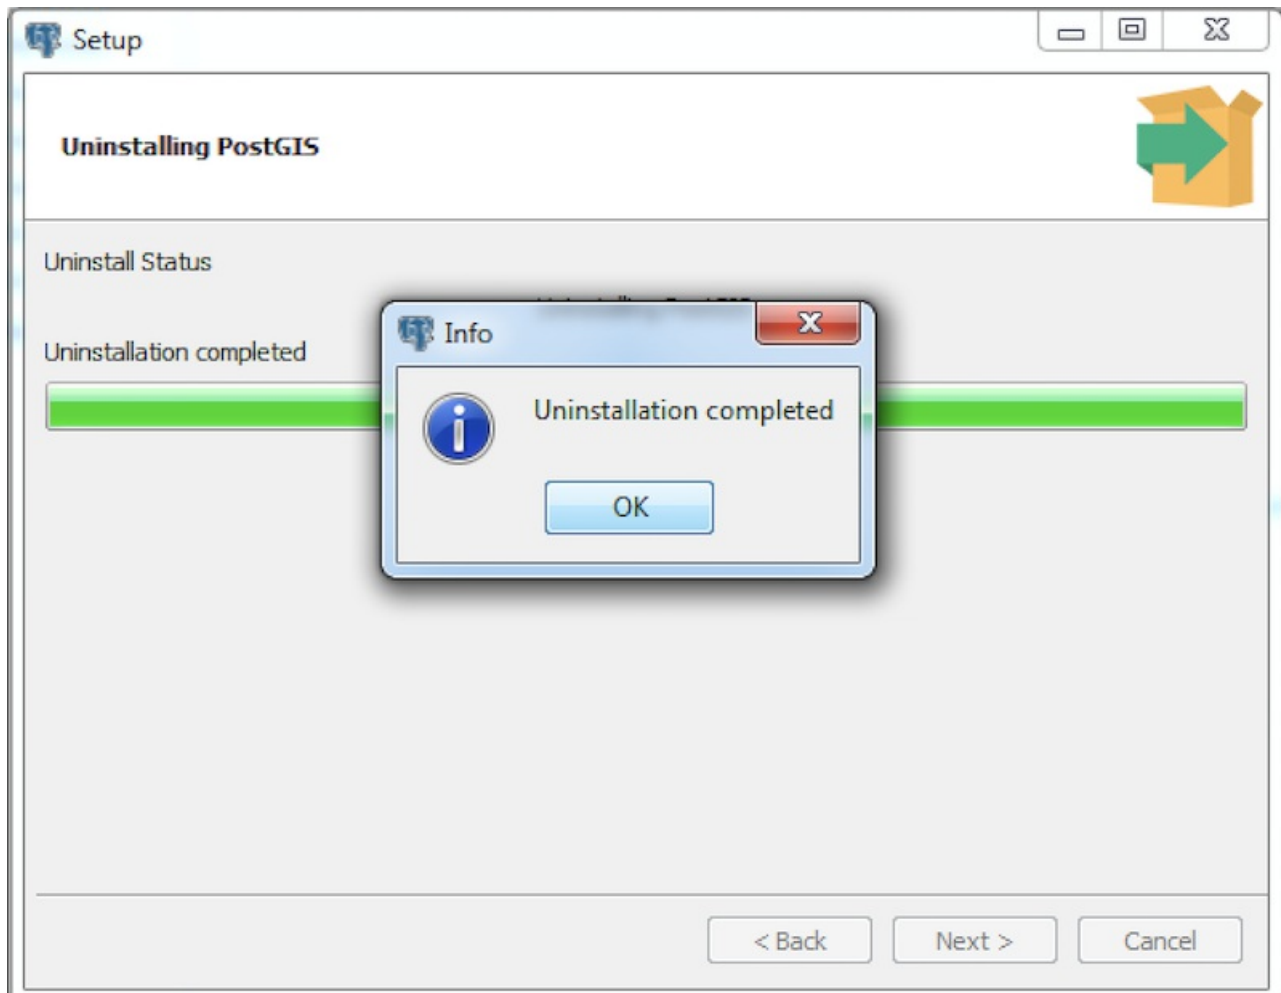 Setup
Uninstalling PostGIS
Uninstall Status
Info
Uninstallation completed
Uninstallation completed
OK
< Back
Next >
Cancel